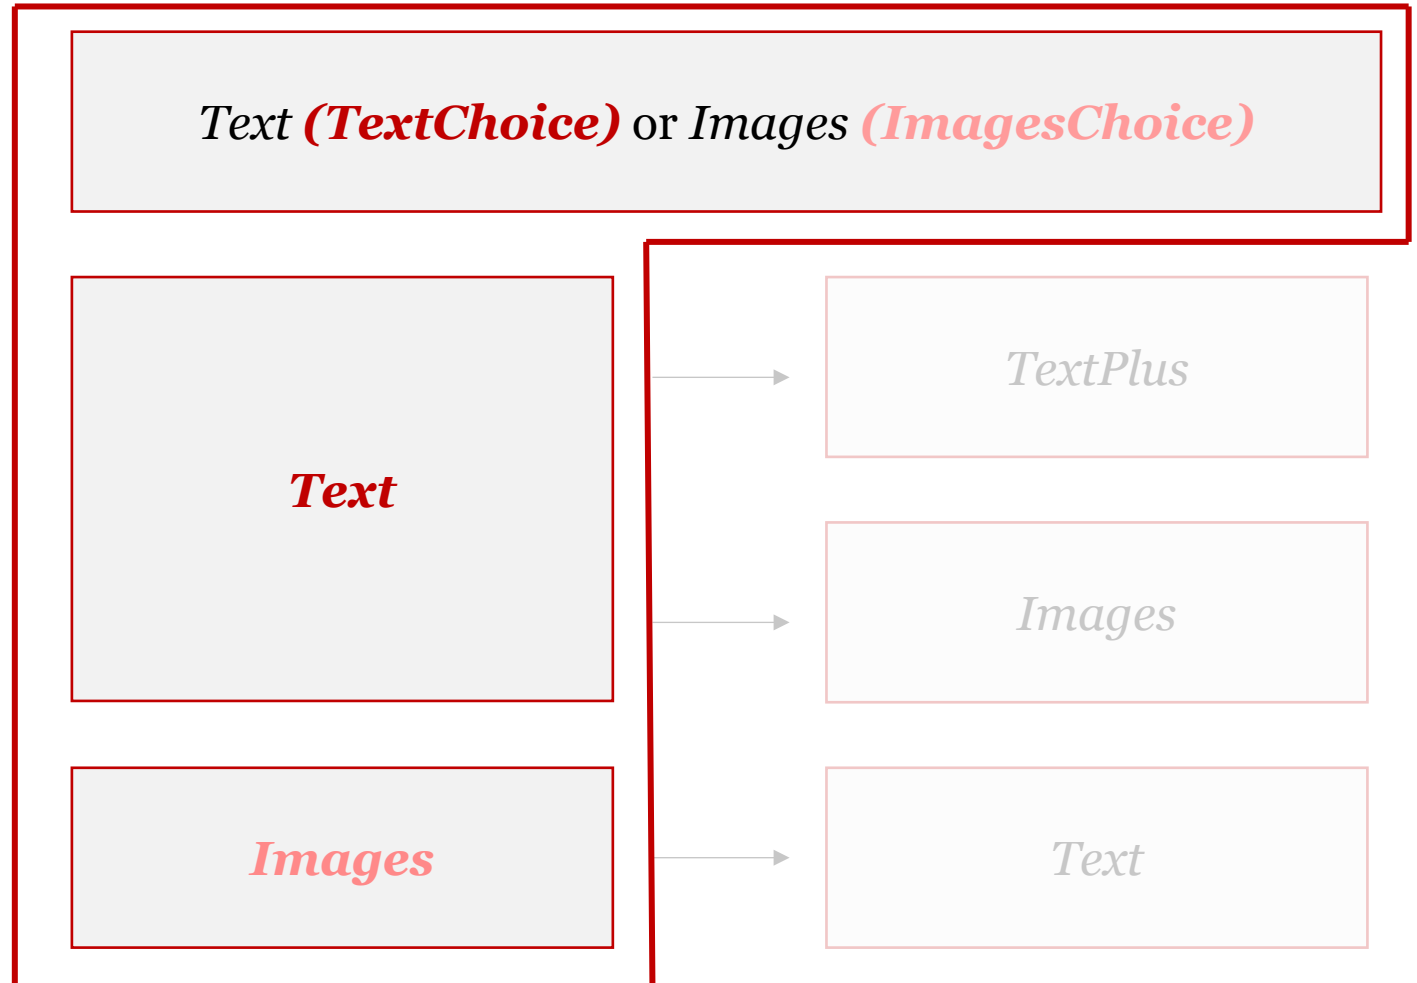 Text (TextChoice) or Images (ImagesChoice)
TextPlus
Text
Images
Images
Text